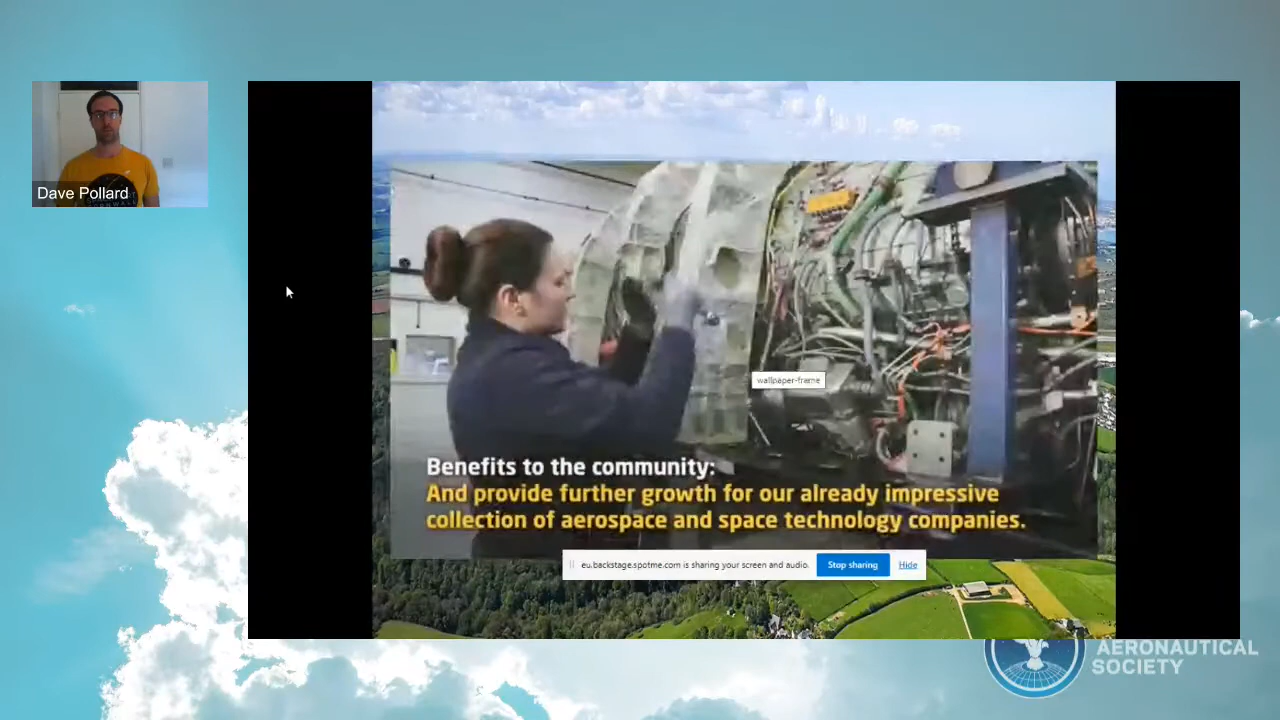 Dave Pollard
wallpaper-frame
Benefits to the community:
And provide further growth for our already impressive
collection of aerospace and space technology companies.
eu.backstage.spotme.com is sharing your screen and audio.
Stop sharing
Hide
AERONAUTICAL
SOCIETY